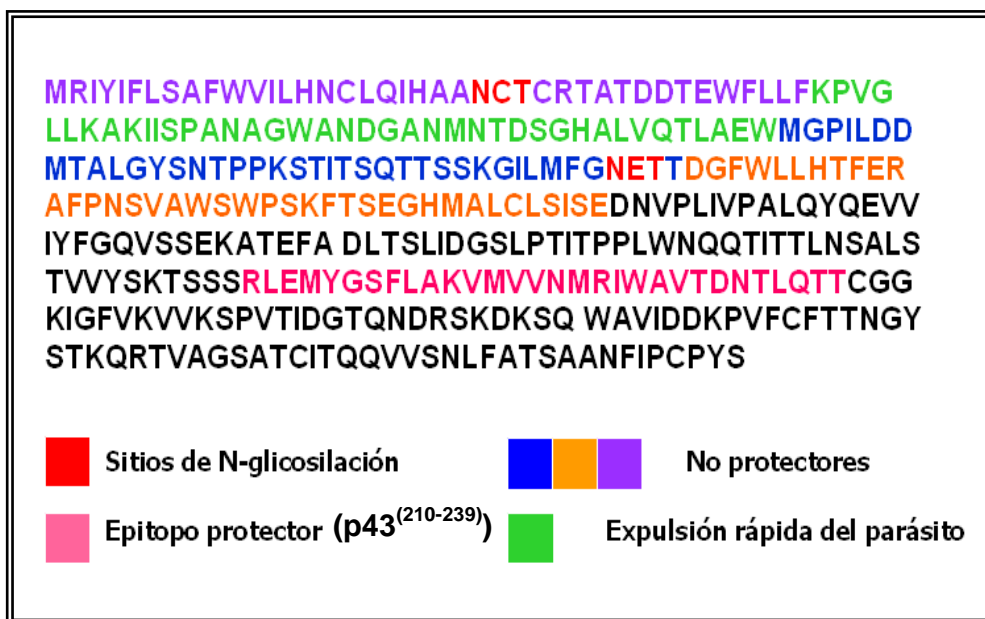 MRIYIFLSAFWVILHNCLQIHAANCTCRTATDDTEWFLLFKPVG
LLKAKIISPANAGWANDGANMNTDSGHALVQTLAEWMGPILDD
MTALGYSNTPPKSTITSQTTSSKGILMFGNETTDGFWLLHTFER
AFPNSVAWSWPSKFTSEGHMALCLSISEDNVPLIVPALQYQEVV
IYFGQVSSEKATEFA DLTSLIDGSLPTITPPLWNQQTITTLNSALS
TVVYSKTSSSRLEMYGSFLAKVMVVNMRIWAVTDNTLQTTCGG
KIGFVKVVKSPVTIDGTQNDRSKDKSQ WAVIDDKPVFCFTTNGY
STKQRTVAGSATCITQQVVSNLFATSAANFIPCPYS
Sitios de N-glicosilación
No protectores
Epitopo protector (p43(210-239))
Expulsión rápida del parásito